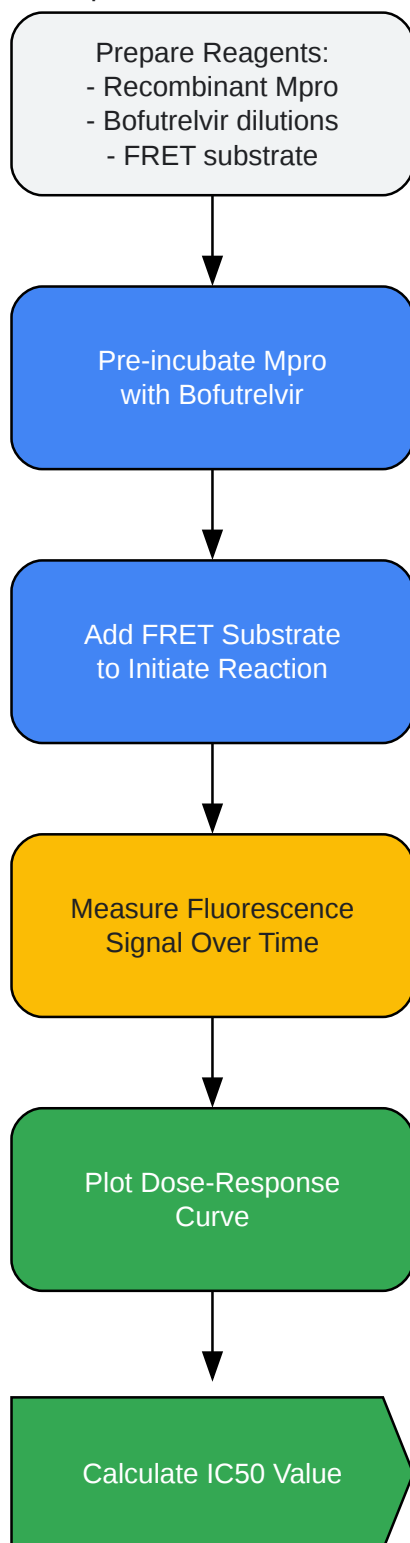 Prepare Reagents:
- Recombinant Mpro
- Bofutrelvir dilutions
- FRET substrate
Pre-incubate Mpro
with Bofutrelvir
Add FRET Substrate
to Initiate Reaction
Measure Fluorescence
Signal Over Time
Plot Dose-Response
Curve
Calculate IC50 Value